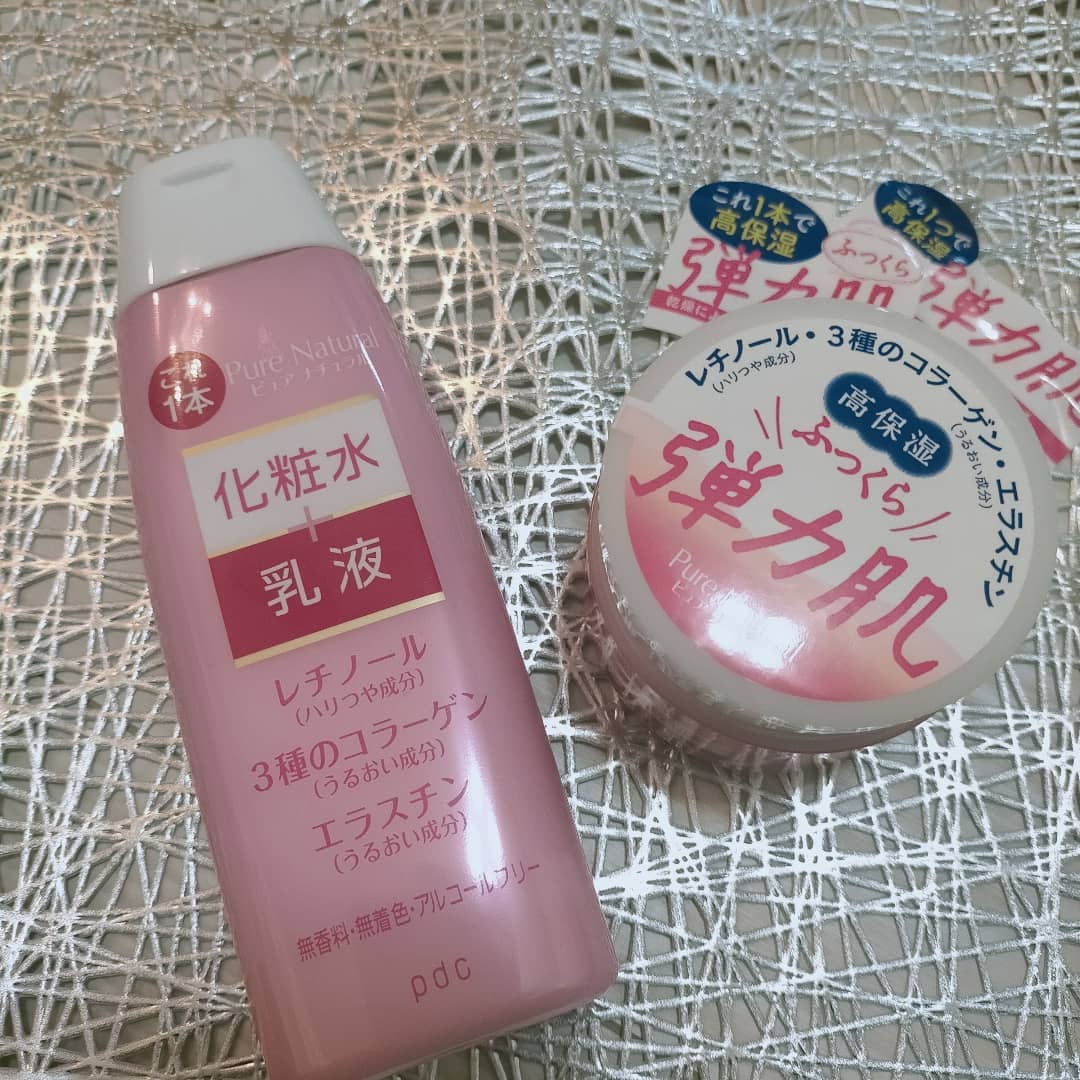 これ
1本
Pure Natural
ピュア ナチュラル
化粧水
+
乳液
レチノール
(ハリつや成分)
3種のコラーゲン
(うるおい成分)
エラスチン
(うるおい成分)
無香料・無着色・アルコールフリー
pdc
これ1本で
高保湿
ふっくら
弾力肌
乾燥
これ1つで
高保湿
弾力肌
レチノール・3種のコラーゲン・エラスチン
(ハリつや成分)
(うるおい成分)
高保湿
ふっくら
弾力肌
Pure
ピュ